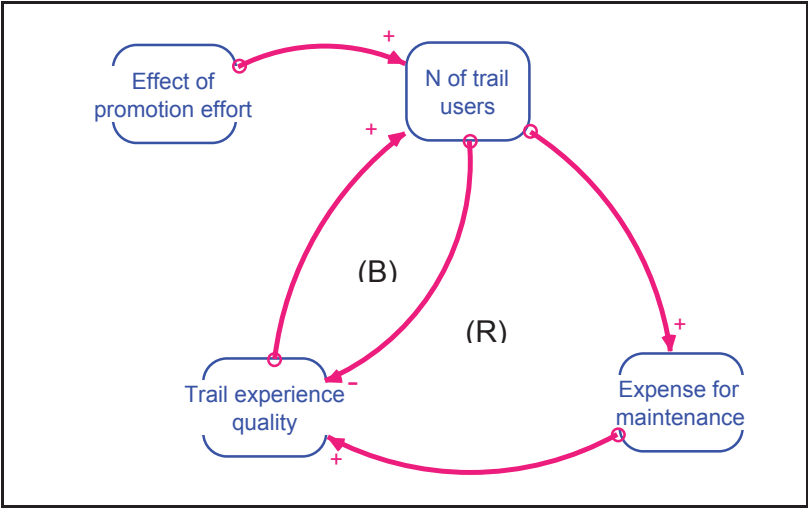 +
Effect of
promotion effort
N of trail
users
+
(B)
(R)
+
Trail experience
quality
-
Expense for
maintenance
+